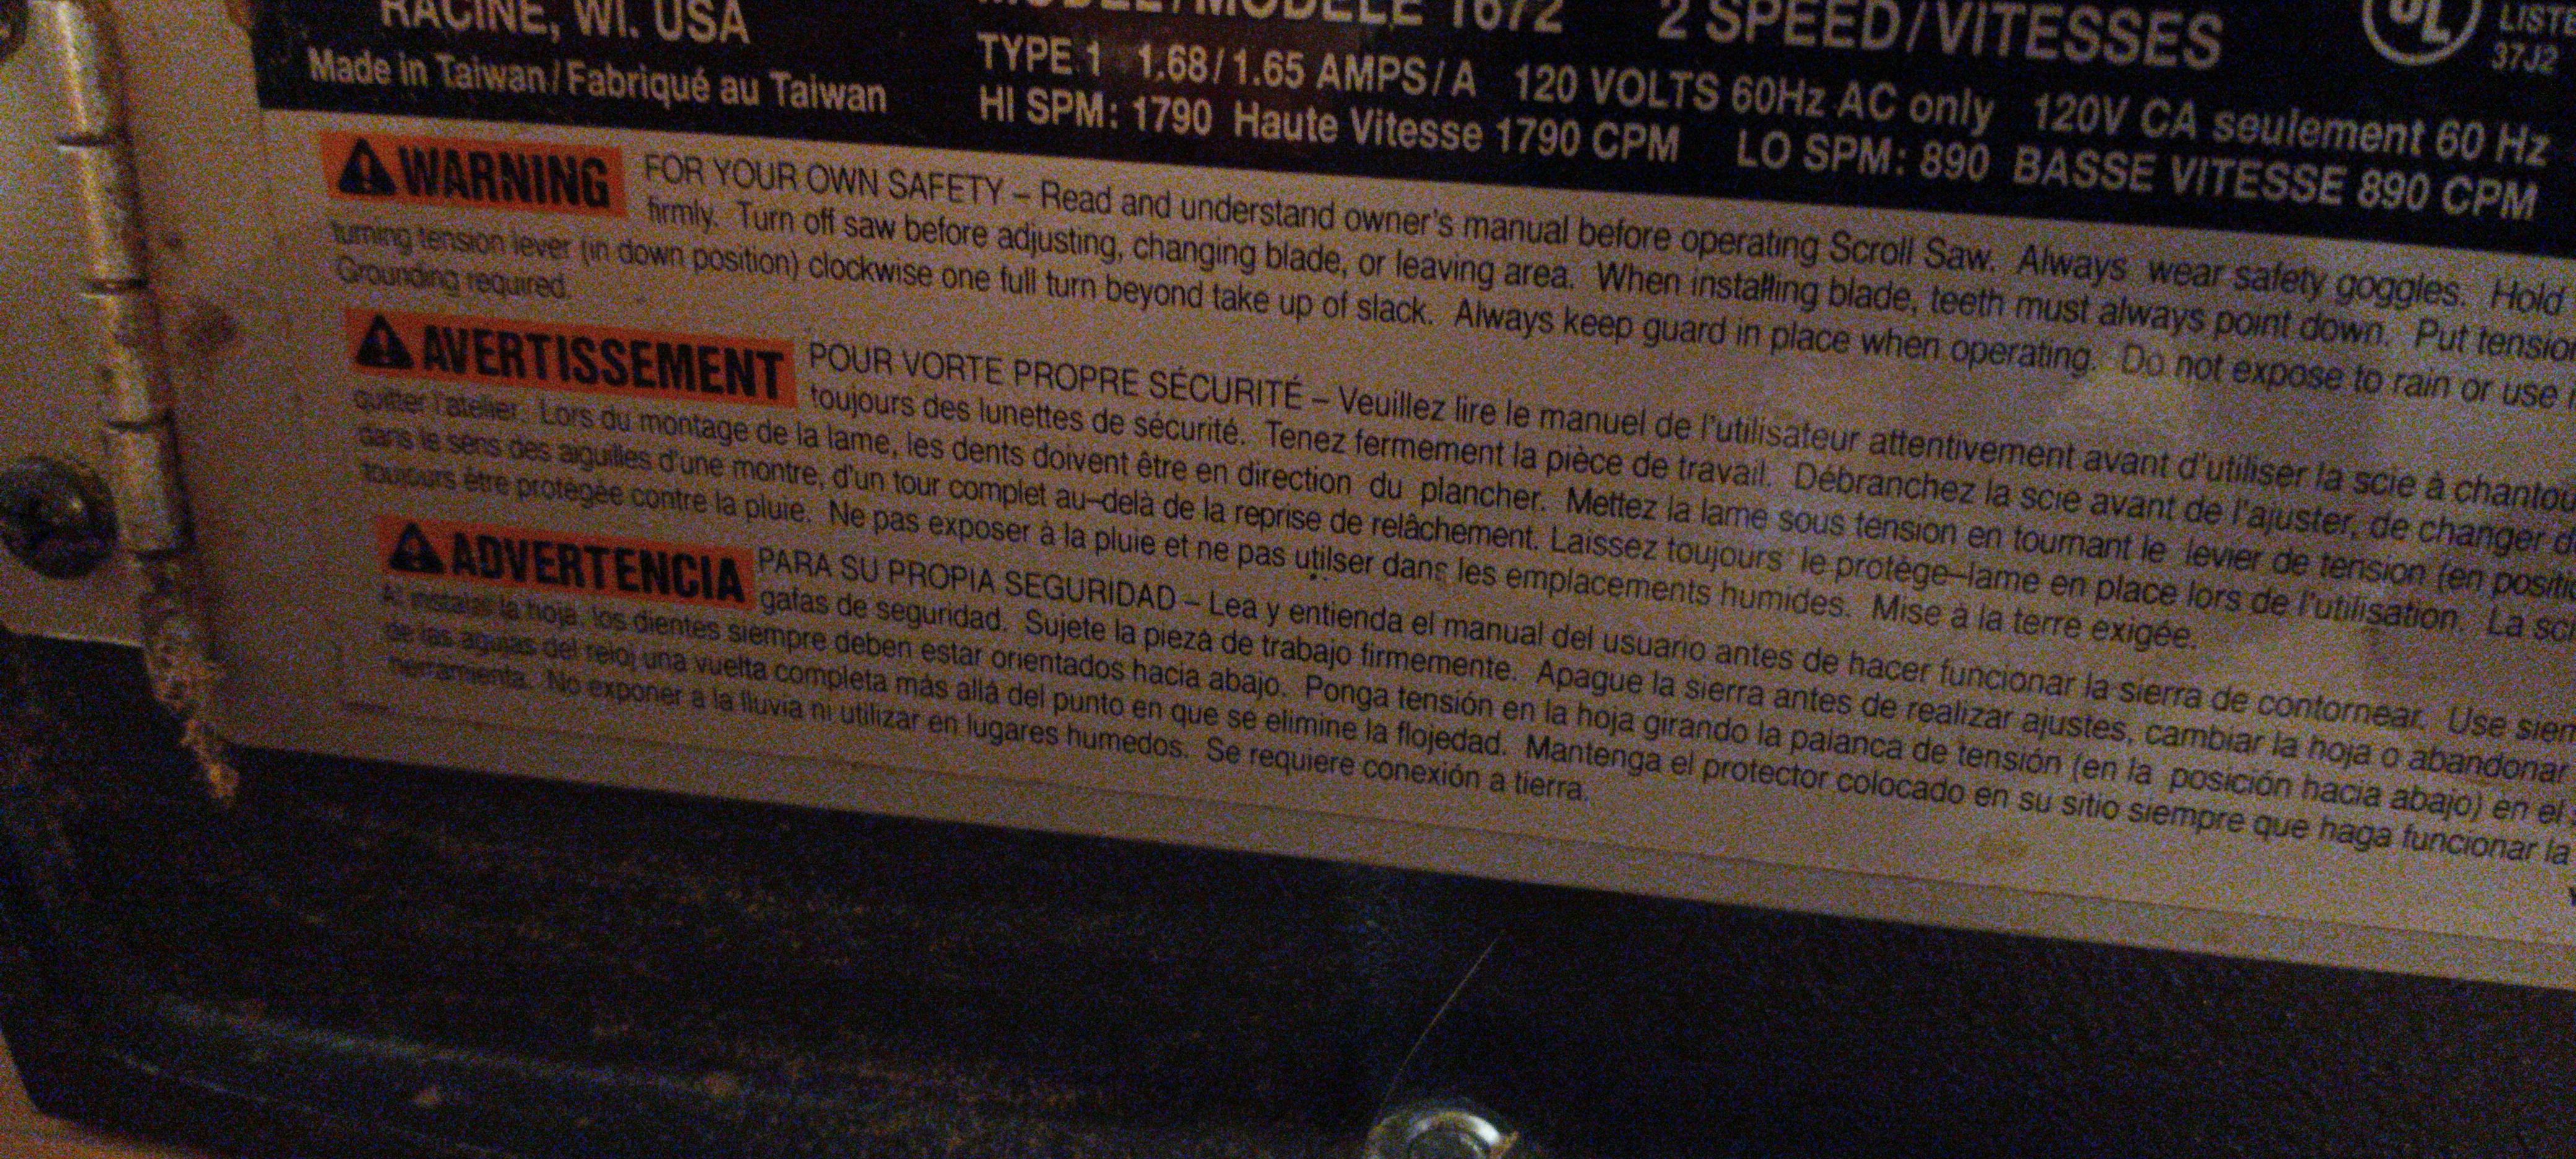 RACINE, WI. USA
Made in Taiwan/Fabriqué au Taiwan
MODEL/MODÈLE 1672 2 SPEED/VITESSES
TYPE 1 1.68/1.65 AMPS/A 120 VOLTS 60Hz AC only 120V CA seulement 60 Hz
HI SPM: 1790 Haute Vitesse 1790 CPM LO SPM: 890 BASSE VITESSE 890 CPM
UL
37J2
WARNING FOR YOUR OWN SAFETY – Read and understand owner's manual before operating Scroll Saw. Always wear safety goggles. Hold
firmly. Turn off saw before adjusting, changing blade, or leaving area. When installing blade, teeth must always point down. Put tension
turning tension lever (in down position) clockwise one full turn beyond take up of slack. Always keep guard in place when operating. Do not expose to rain or use
Grounding required.
AVERTISSEMENT POUR VORTE PROPRE SÉCURITÉ – Veuillez lire le manuel de l'utilisateur attentivement avant d'utiliser la scie à
toujours des lunettes de sécurité. Tenez fermement la pièce de travail. Débranchez la scie avant de l'ajuster, de changer
quitter l'atelier. Lors du montage de la lame, les dents doivent être en direction du plancher. Mettez la lame sous tension en tournant le levier de tension (en
dans le sens des aiguilles d'une montre, d'un tour complet au–delà de la reprise de relâchement. Laissez toujours le protège–lame en place lors de l'utilisation. La
toujours être protégée contre la pluie. Ne pas exposer à la pluie et ne pas utilser dans les emplacements humides. Mise à la terre exigée.
ADVERTENCIA PARA SU PROPIA SEGURIDAD – Lea y entienda el manual del usuario antes de hacer funcionar la sierra de contornear. Use
gafas de seguridad. Sujete la pieza de trabajo firmemente. Apague la sierra antes de realizar ajustes, cambiar la hoja o abandonar
Al instalar la hoja, los dientes siempre deben estar orientados hacia abajo. Ponga tensión en la hoja girando la palanca de tensión (en la posición hacia abajo) en el
de las agujas del reloj una vuelta completa más allá del punto en que se elimine la flojedad. Mantenga el protector colocado en su sitio siempre que haga funcionar la
herramienta. No exponer a la lluvia ni utilizar en lugares humedos. Se requiere conexión a tierra.